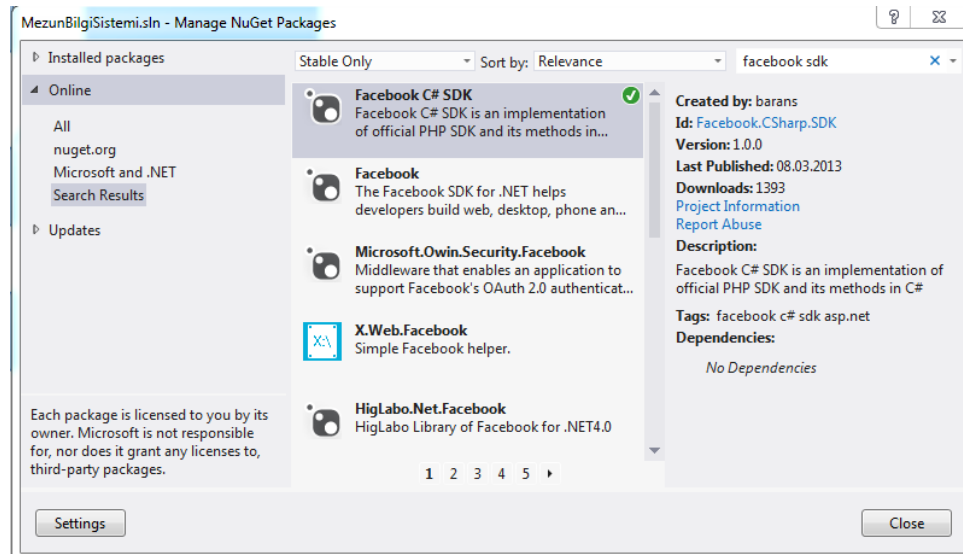 MezunBilgiSistemi.sln - Manage NuGet Packages
Installed packages
Online
All
nuget.org
Microsoft and .NET
Search Results
Updates
Each package is licensed to you by its
owner. Microsoft is not responsible
for, nor does it grant any licenses to,
third-party packages.
Stable Only
Sort by: Relevance
Facebook C# SDK
Facebook C# SDK is an implementation
of official PHP SDK and its methods in...
Facebook
The Facebook SDK for .NET helps
developers build web, desktop, phone an...
Microsoft.Owin.Security.Facebook
Middleware that enables an application to
support Facebook's OAuth 2.0 authenticat...
X:\
X.Web.Facebook
Simple Facebook helper.
HigLabo.Net.Facebook
HigLabo Library of Facebook for .NET4.0
1 2 3 4 5
facebook sdk
Created by: barans
Id: Facebook.CSharp.SDK
Version: 1.0.0
Last Published: 08.03.2013
Downloads: 1393
Project Information
Report Abuse
Description:
Facebook C# SDK is an implementation of
official PHP SDK and its methods in C#
Tags: facebook c# sdk asp.net
Dependencies:
No Dependencies
Settings
Close